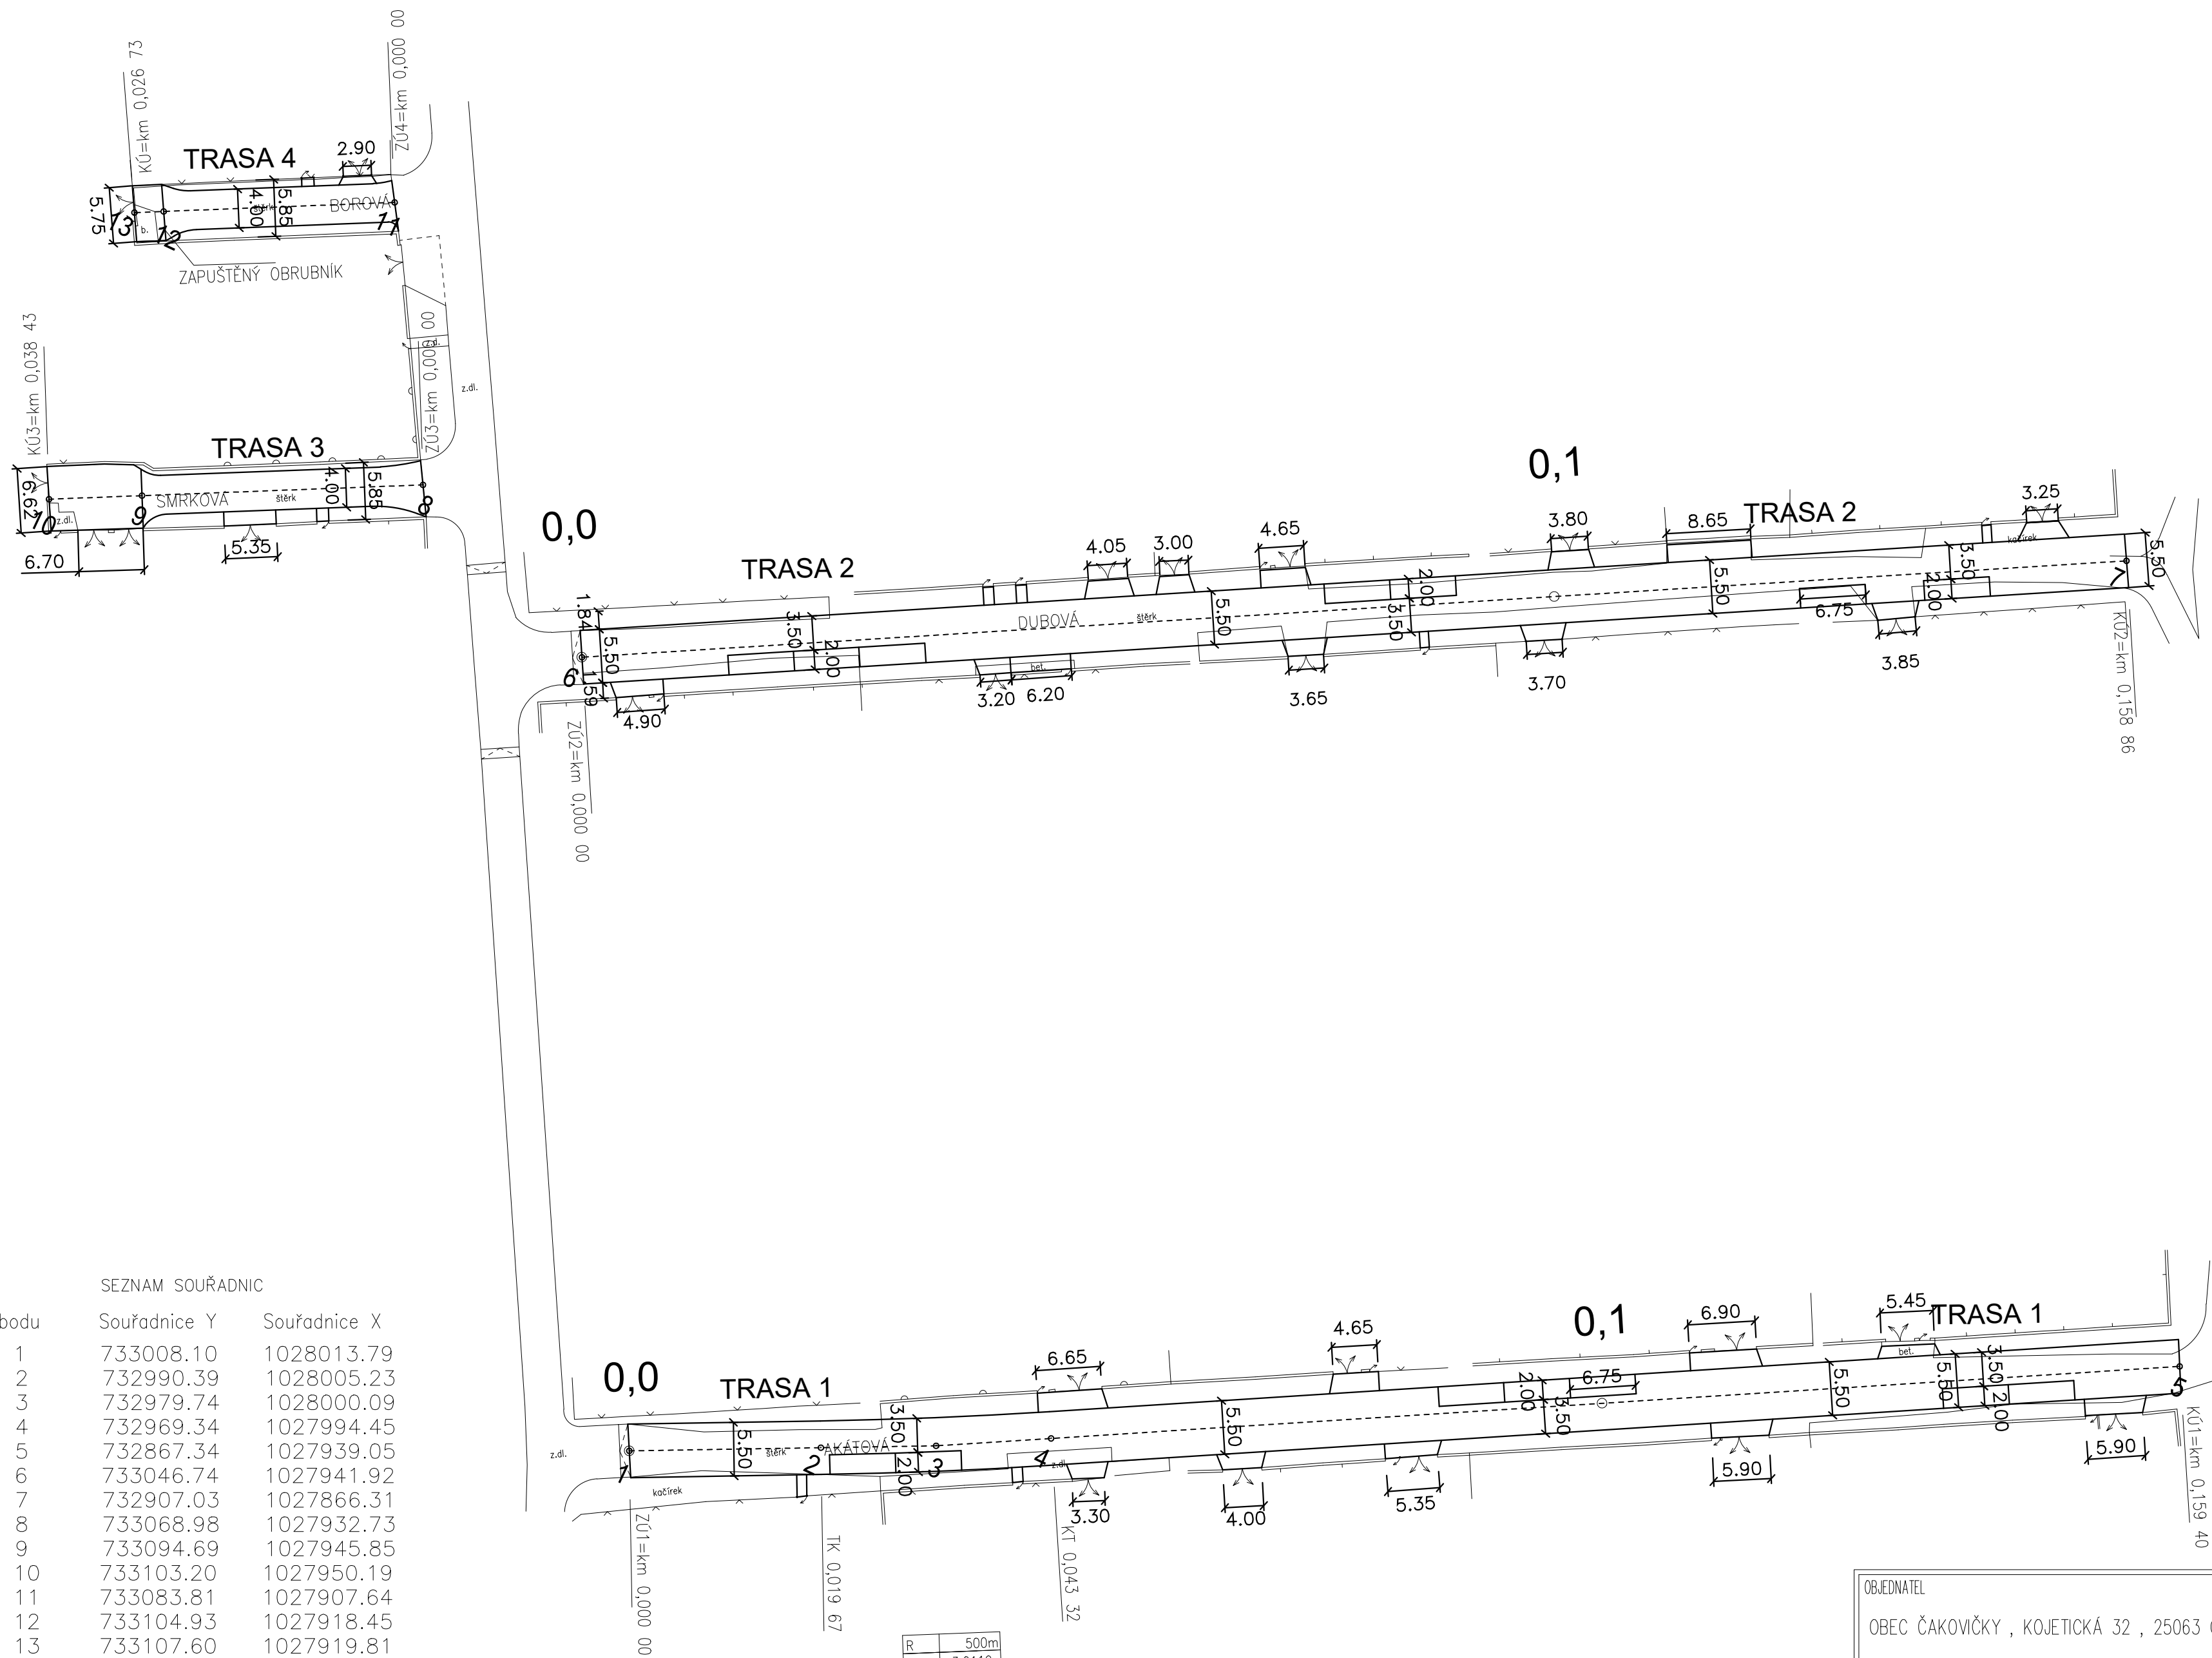 KÚ=km 0,026 73
ZÚ4=km 0,000 00
TRASA 4
2.90
5.75
4.00
5.85
štěrk
BOROVÁ
13
b.
12
11
ZAPUŠTĚNÝ OBRUBNÍK
KÚ3=km 0,038 43
ZÚ3=km 0,000 00
z.d.
z.dl.
TRASA 3
6.62
SMRKOVÁ
štěrk
4.00
5.85
10
z.dl.
9
8
6.70
5.35
0,0
0,1
TRASA 2
TRASA 2
4.05
3.00
4.65
3.80
8.65
3.25
kačírek
1.84
5.50
1.59
3.50
2.00
DUBOVÁ
štěrk
5.50
2.00
3.50
5.50
6.75
3.50
2.00
5.50
6
7
4.90
bet.
3.20
6.20
3.65
3.70
3.85
ZÚ2=km 0,000 00
KÚ2=km 0,158 86
0,0
0,1
TRASA 1
TRASA 1
6.65
4.65
6.90
5.45
bet.
6.75
5.50
štěrk
AKÁTOVÁ
3.50
2.00
5.50
2.00
3.50
5.50
5.50
3.50
2.00
1
2
3
4
5
z.dl.
z.dl.
kačírek
3.30
4.00
5.35
5.90
5.90
ZÚ1=km 0,000 00
TK 0,019 67
KT 0,043 32
KÚ1=km 0,159 40
SEZNAM SOUŘADNIC
bodu Souřadnice Y Souřadnice X
1 733008.10 1028013.79
2 732990.39 1028005.23
3 732979.74 1028000.09
4 732969.34 1027994.45
5 732867.34 1027939.05
6 733046.74 1027941.92
7 732907.03 1027866.31
8 733068.98 1027932.73
9 733094.69 1027945.85
10 733103.20 1027950.19
11 733083.81 1027907.64
12 733104.93 1027918.45
13 733107.60 1027919.81
R 500m
OBJEDNATEL
OBEC ČAKOVIČKY , KOJETICKÁ 32 , 25063